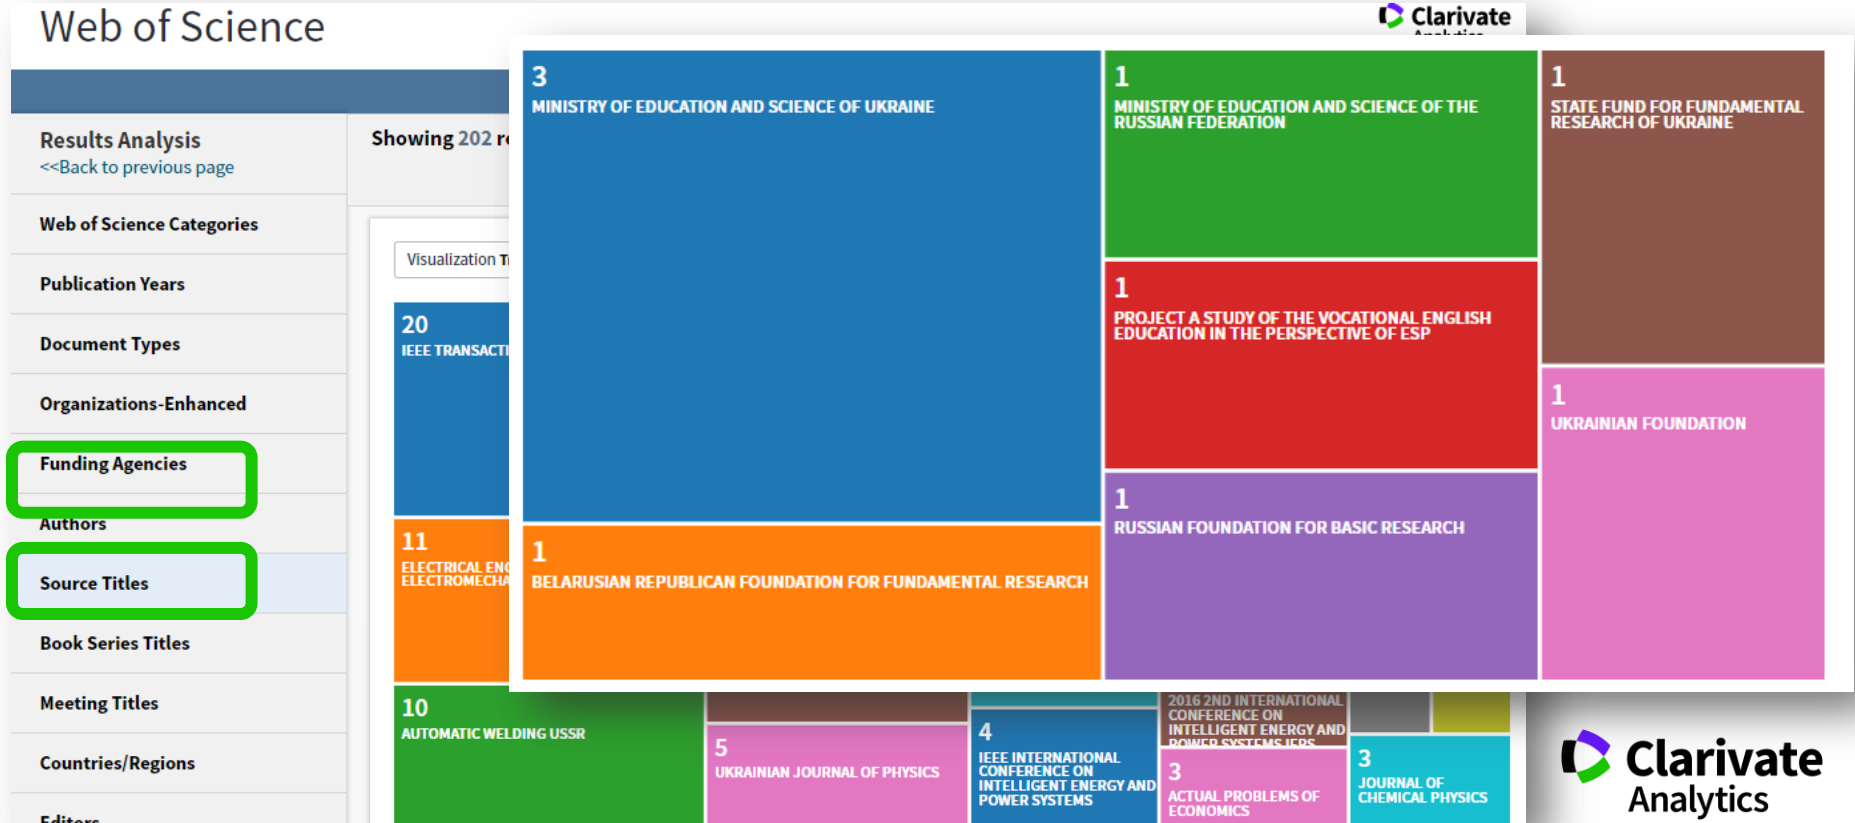 Web of Science
Clarivate
Results Analysis
<<Back to previous page
Showing 202
Web of Science Categories
Publication Years
Document Types
Organizations-Enhanced
Funding Agencies
Authors
Source Titles
Book Series Titles
Meeting Titles
Countries/Regions
Editors
Visualization
20
IEEE
11
ELECTRICAL
10
AUTOMATIC WELDING USSR
5
UKRAINIAN JOURNAL OF PHYSICS
4
IEEE INTERNATIONAL
CONFERENCE ON
INTELLIGENT ENERGY AND
POWER SYSTEMS
2016 2ND INTERNATIONAL
CONFERENCE ON
INTELLIGENT ENERGY AND
POWER SYSTEMS IEPS
3
ACTUAL PROBLEMS OF
ECONOMICS
3
JOURNAL OF
CHEMICAL PHYSICS
3
MINISTRY OF EDUCATION AND SCIENCE OF UKRAINE
1
BELARUSIAN REPUBLICAN FOUNDATION FOR FUNDAMENTAL RESEARCH
1
MINISTRY OF EDUCATION AND SCIENCE OF THE
RUSSIAN FEDERATION
1
PROJECT A STUDY OF THE VOCATIONAL ENGLISH
EDUCATION IN THE PERSPECTIVE OF ESP
1
RUSSIAN FOUNDATION FOR BASIC RESEARCH
1
STATE FUND FOR FUNDAMENTAL
RESEARCH OF UKRAINE
1
UKRAINIAN FOUNDATION
Clarivate
Analytics